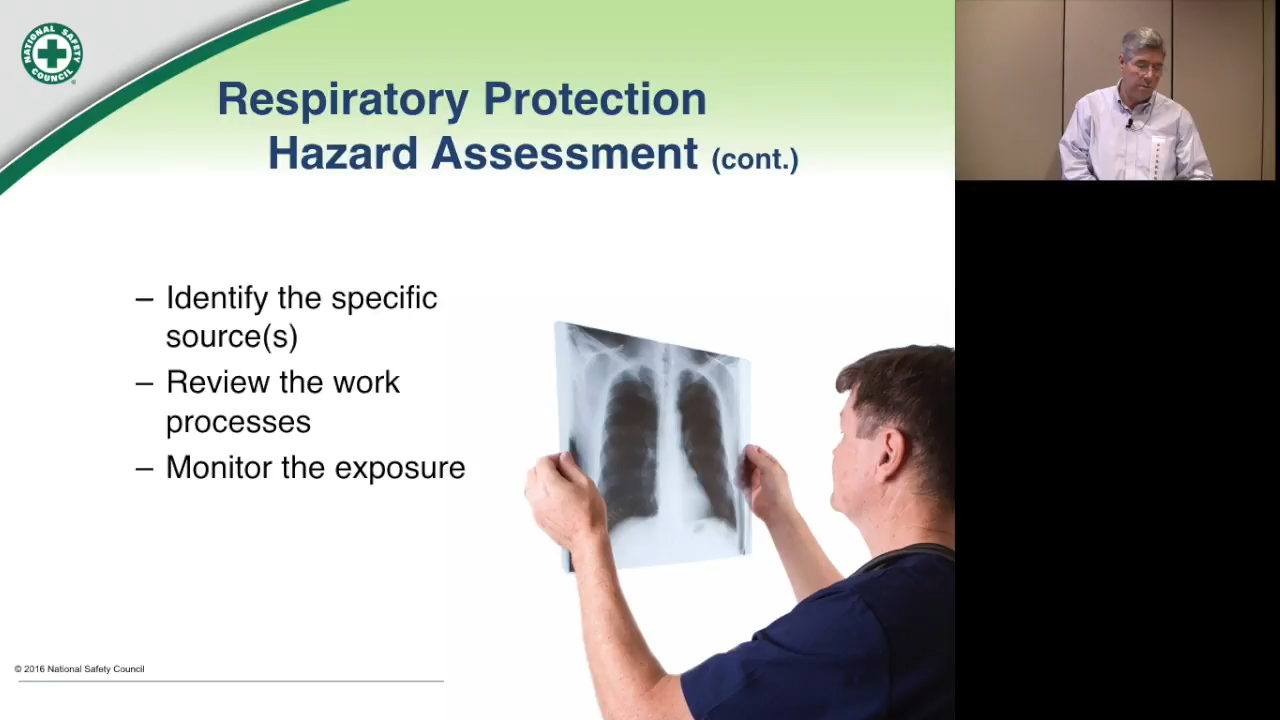 NATIONAL SAFETY
COUNCIL
Respiratory Protection
Hazard Assessment (cont.)
– Identify the specific
source(s)
– Review the work
processes
– Monitor the exposure
© 2016 National Safety Council